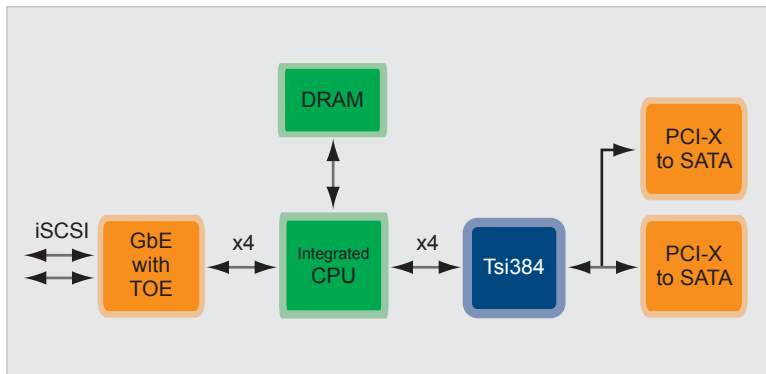 DRAM
PCI-X
to SATA
iSCSI
GbE
with
TOE
x4
Integrated
CPU
x4
Tsi384
PCI-X
to SATA